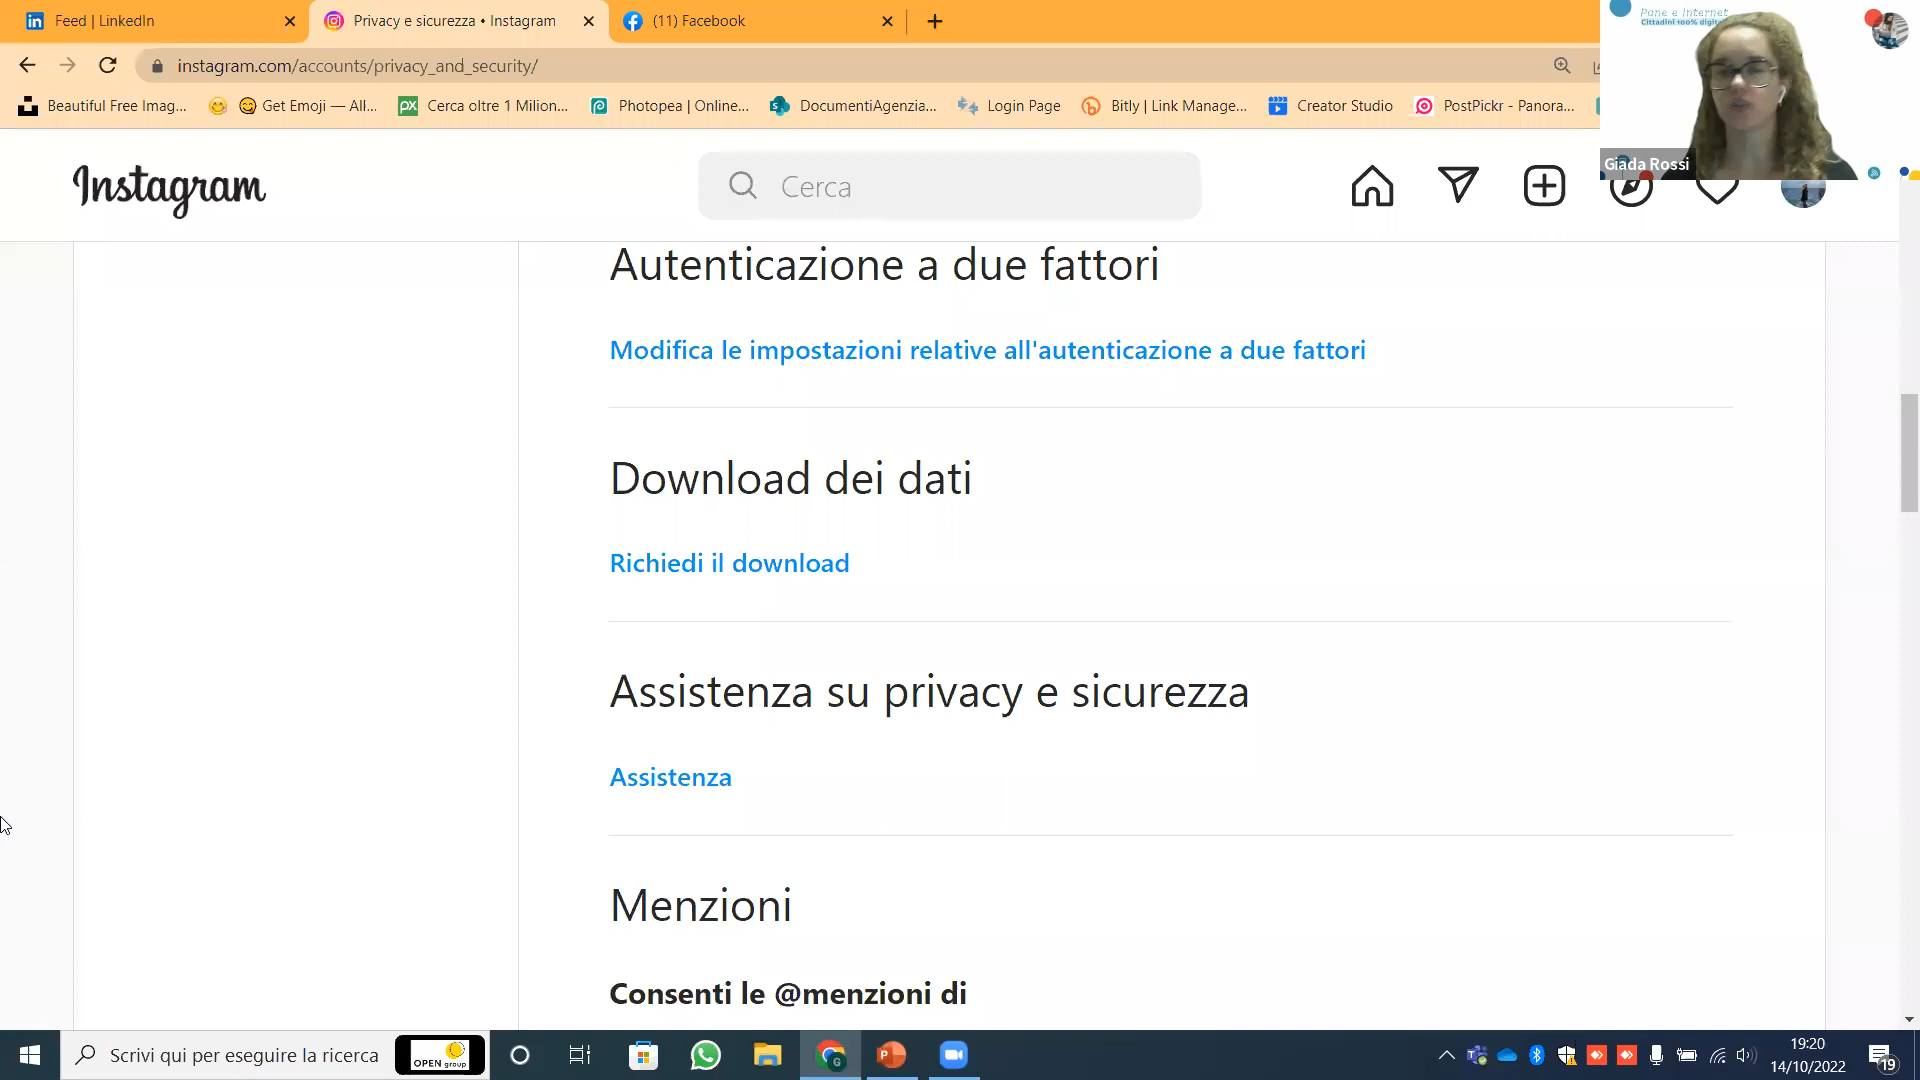 Feed | LinkedIn
Privacy e sicurezza • Instagram
(11) Facebook
Pane e Internet
instagram.com/accounts/privacy_and_security/
Beautiful Free Imag...
Get Emoji — All...
px
Cerca oltre 1 Milion...
Photopea | Online...
DocumentiAgenzia...
Login Page
Bitly | Link Manage...
Creator Studio
PostPickr - Panora...
Giada Rossi
Instagram
Cerca
Autenticazione a due fattori
Modifica le impostazioni relative all'autenticazione a due fattori
Download dei dati
Richiedi il download
Assistenza su privacy e sicurezza
Assistenza
Menzioni
Consenti le @menzioni di
Scrivi qui per eseguire la ricerca
OPEN group
19:20
14/10/2022
19